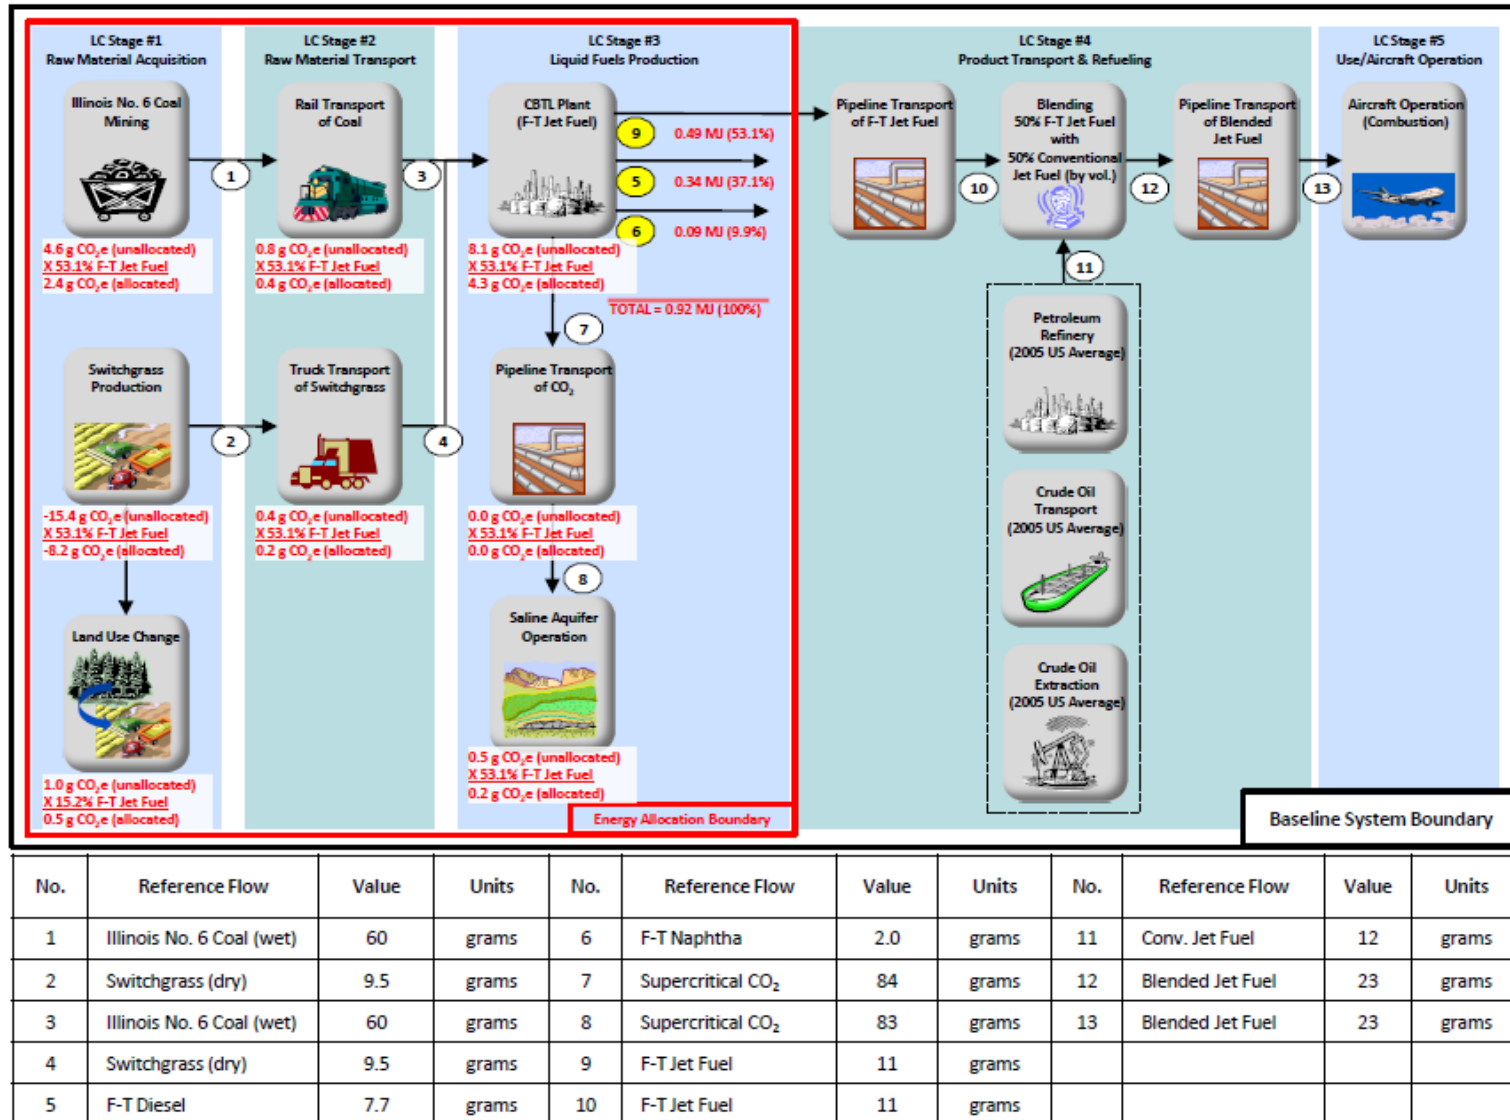 LC Stage #1
Raw Material Acquisition
LC Stage #2
Raw Material Transport
LC Stage #3
Liquid Fuels Production
LC Stage #4
Product Transport & Refueling
LC Stage #5
Use/Aircraft Operation
Illinois No. 6 Coal
Mining
1
Rail Transport
of Coal
3
CBTL Plant
(F-T Jet Fuel)
9 0.49 MJ (53.1%)
5 0.34 MJ (37.1%)
6 0.09 MJ (9.9%)
TOTAL = 0.92 MJ (100%)
Pipeline Transport
of F-T Jet Fuel
10
Blending
50% F-T Jet Fuel
with
50% Conventional
Jet Fuel (by vol.)
12
Pipeline Transport
of Blended
Jet Fuel
13
Aircraft Operation
(Combustion)
4.6 g CO₂e (unallocated)
X 53.1% F-T Jet Fuel
2.4 g CO₂e (allocated)
0.8 g CO₂e (unallocated)
X 53.1% F-T Jet Fuel
0.4 g CO₂e (allocated)
8.1 g CO₂e (unallocated)
X 53.1% F-T Jet Fuel
4.3 g CO₂e (allocated)
7
11
Switchgrass
Production
2
Truck Transport
of Switchgrass
4
Pipeline Transport
of CO₂
Petroleum
Refinery
(2005 US Average)
-15.4 g CO₂e (unallocated)
X 53.1% F-T Jet Fuel
-8.2 g CO₂e (allocated)
0.4 g CO₂e (unallocated)
X 53.1% F-T Jet Fuel
0.2 g CO₂e (allocated)
0.0 g CO₂e (unallocated)
X 53.1% F-T Jet Fuel
0.0 g CO₂e (allocated)
8
Crude Oil
Transport
(2005 US Average)
Land Use Change
Saline Aquifer
Operation
Crude Oil
Extraction
(2005 US Average)
1.0 g CO₂e (unallocated)
X 15.2% F-T Jet Fuel
0.5 g CO₂e (allocated)
0.5 g CO₂e (unallocated)
X 53.1% F-T Jet Fuel
0.2 g CO₂e (allocated)
Energy Allocation Boundary
Baseline System Boundary
No. Reference Flow Value Units No. Reference Flow Value Units No. Reference Flow Value Units
1 Illinois No. 6 Coal (wet) 60 grams 6 F-T Naphtha 2.0 grams 11 Conv. Jet Fuel 12 grams
2 Switchgrass (dry) 9.5 grams 7 Supercritical CO₂ 84 grams 12 Blended Jet Fuel 23 grams
3 Illinois No. 6 Coal (wet) 60 grams 8 Supercritical CO₂ 83 grams 13 Blended Jet Fuel 23 grams
4 Switchgrass (dry) 9.5 grams 9 F-T Jet Fuel 11 grams
5 F-T Diesel 7.7 grams 10 F-T Jet Fuel 11 grams